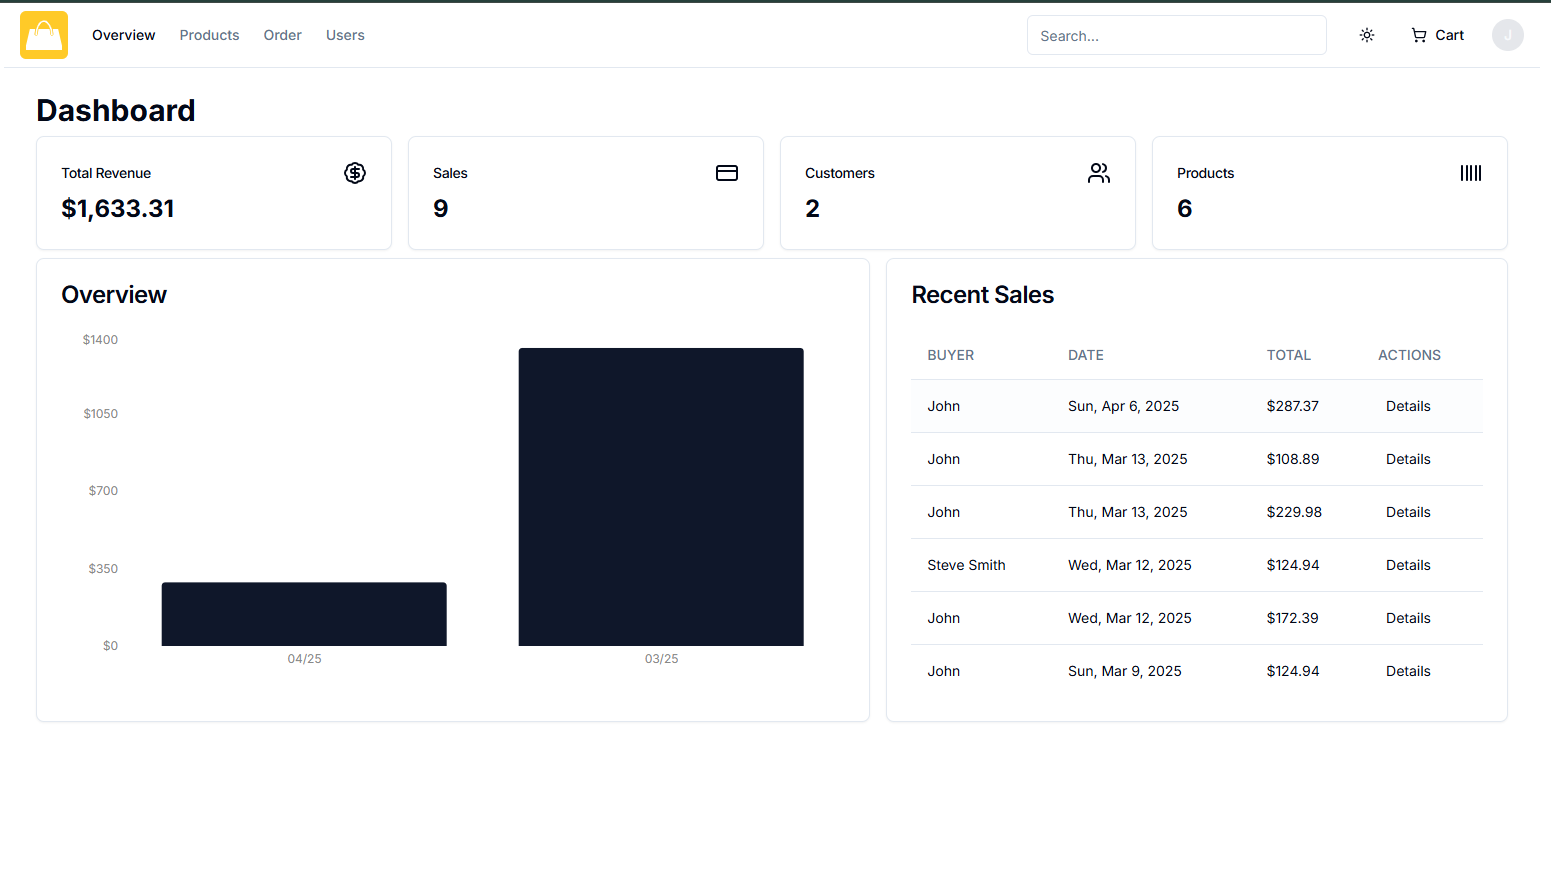 Overview Products Order Users Search... Cart J
Dashboard
Total Revenue
$1,633.31
Sales
9
Customers
2
Products
6
Overview
$1400
$1050
$700
$350
$0
04/25 03/25
Recent Sales
BUYER DATE TOTAL ACTIONS
John Sun, Apr 6, 2025 $287.37 Details
John Thu, Mar 13, 2025 $108.89 Details
John Thu, Mar 13, 2025 $229.98 Details
Steve Smith Wed, Mar 12, 2025 $124.94 Details
John Wed, Mar 12, 2025 $172.39 Details
John Sun, Mar 9, 2025 $124.94 Details